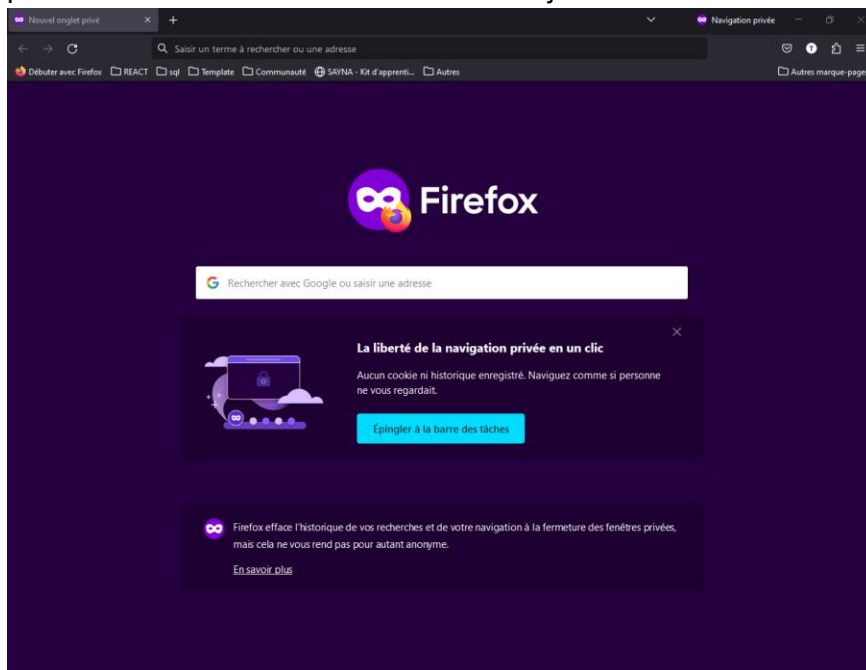 Nouvel onglet privé
Navigation privée
Saisir un terme à rechercher ou une adresse
Débuter avec Firefox REACT sql Template Communauté SAYNA - Kit d'apprenti... Autres Autres marque-page
Firefox
Rechercher avec Google ou saisir une adresse
La liberté de la navigation privée en un clic
Aucun cookie ni historique enregistré. Naviguez comme si personne
ne vous regardait.
Épingler à la barre des tâches
Firefox efface l'historique de vos recherches et de votre navigation à la fermeture des fenêtres privées,
mais cela ne vous rend pas pour autant anonyme.
En savoir plus